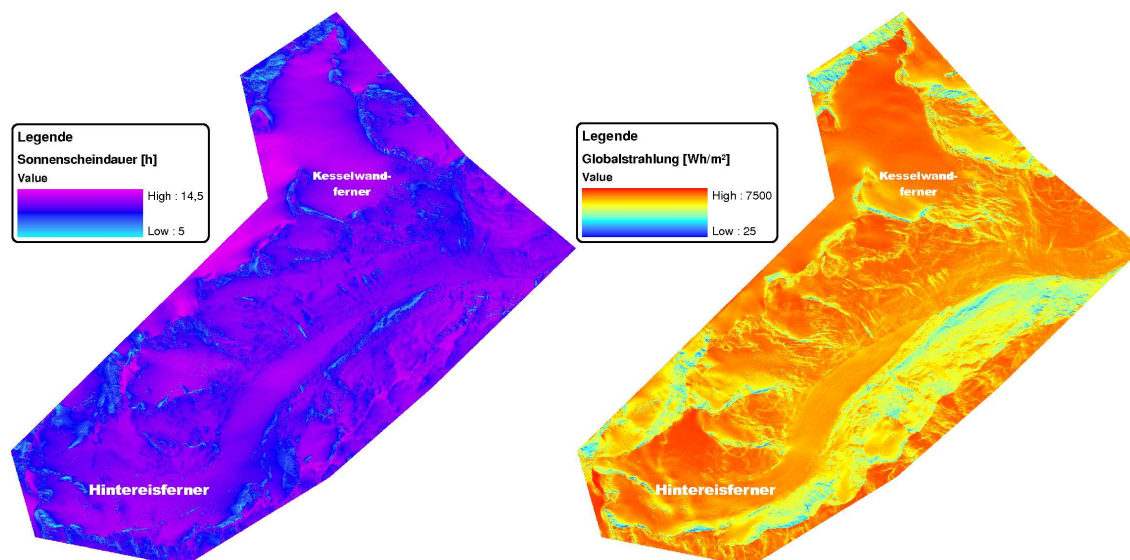 Legende
Sonnenscheindauer [h]
Value
High : 14,5
Low : 5
Kesselwand-
ferner
Hintereisferner
Legende
Globalstrahlung [Wh/m²]
Value
High : 7500
Low : 25
Kesselwand-
ferner
Hintereisferner